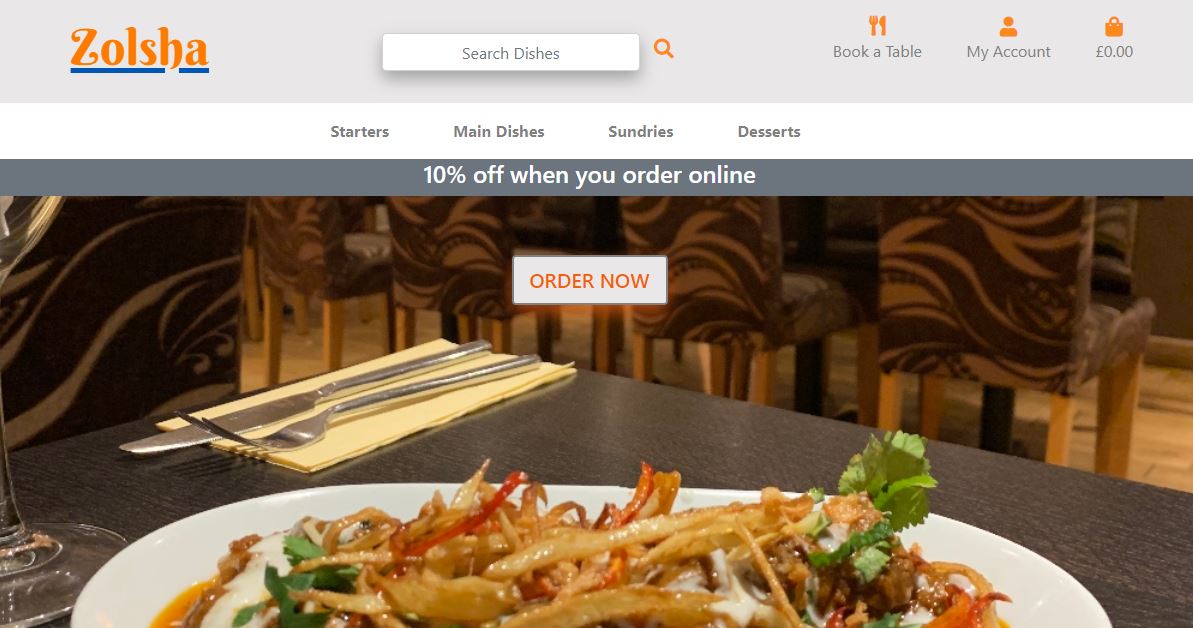 Zolsha
Search Dishes
Book a Table
My Account
£0.00
Starters
Main Dishes
Sundries
Desserts
10% off when you order online
ORDER NOW